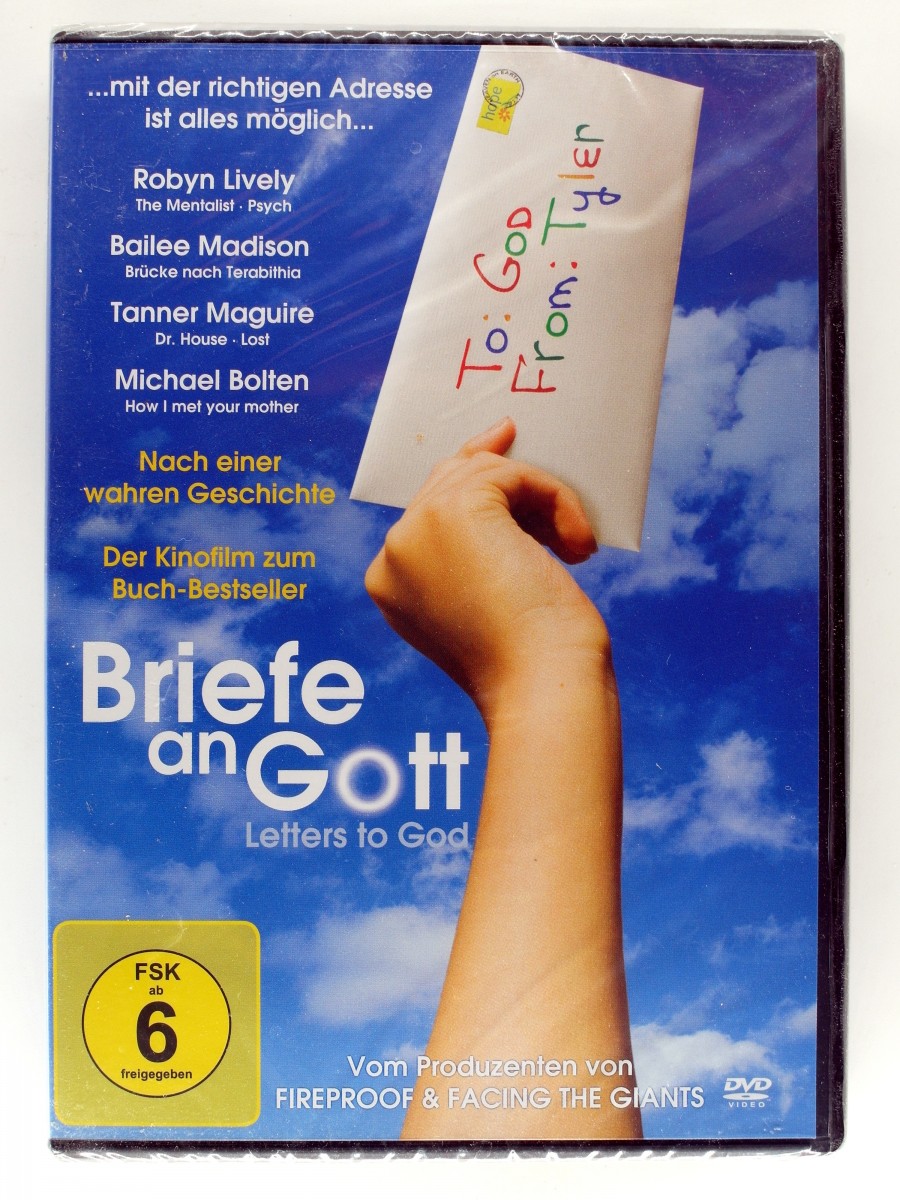 ...mit der richtigen Adresse
ist alles möglich...
Robyn Lively
The Mentalist · Psych
Bailee Madison
Brücke nach Terabithia
Tanner Maguire
Dr. House · Lost
Michael Bolten
How I met your mother
Nach einer
wahren Geschichte
Der Kinofilm zum
Buch-Bestseller
hope
To: GOD
From: Tyler
Briefe
an Gott
Letters to God
FSK
ab
6
freigegeben
Vom Produzenten von
FIREPROOF & FACING THE GIANTS
DVD
VIDEO